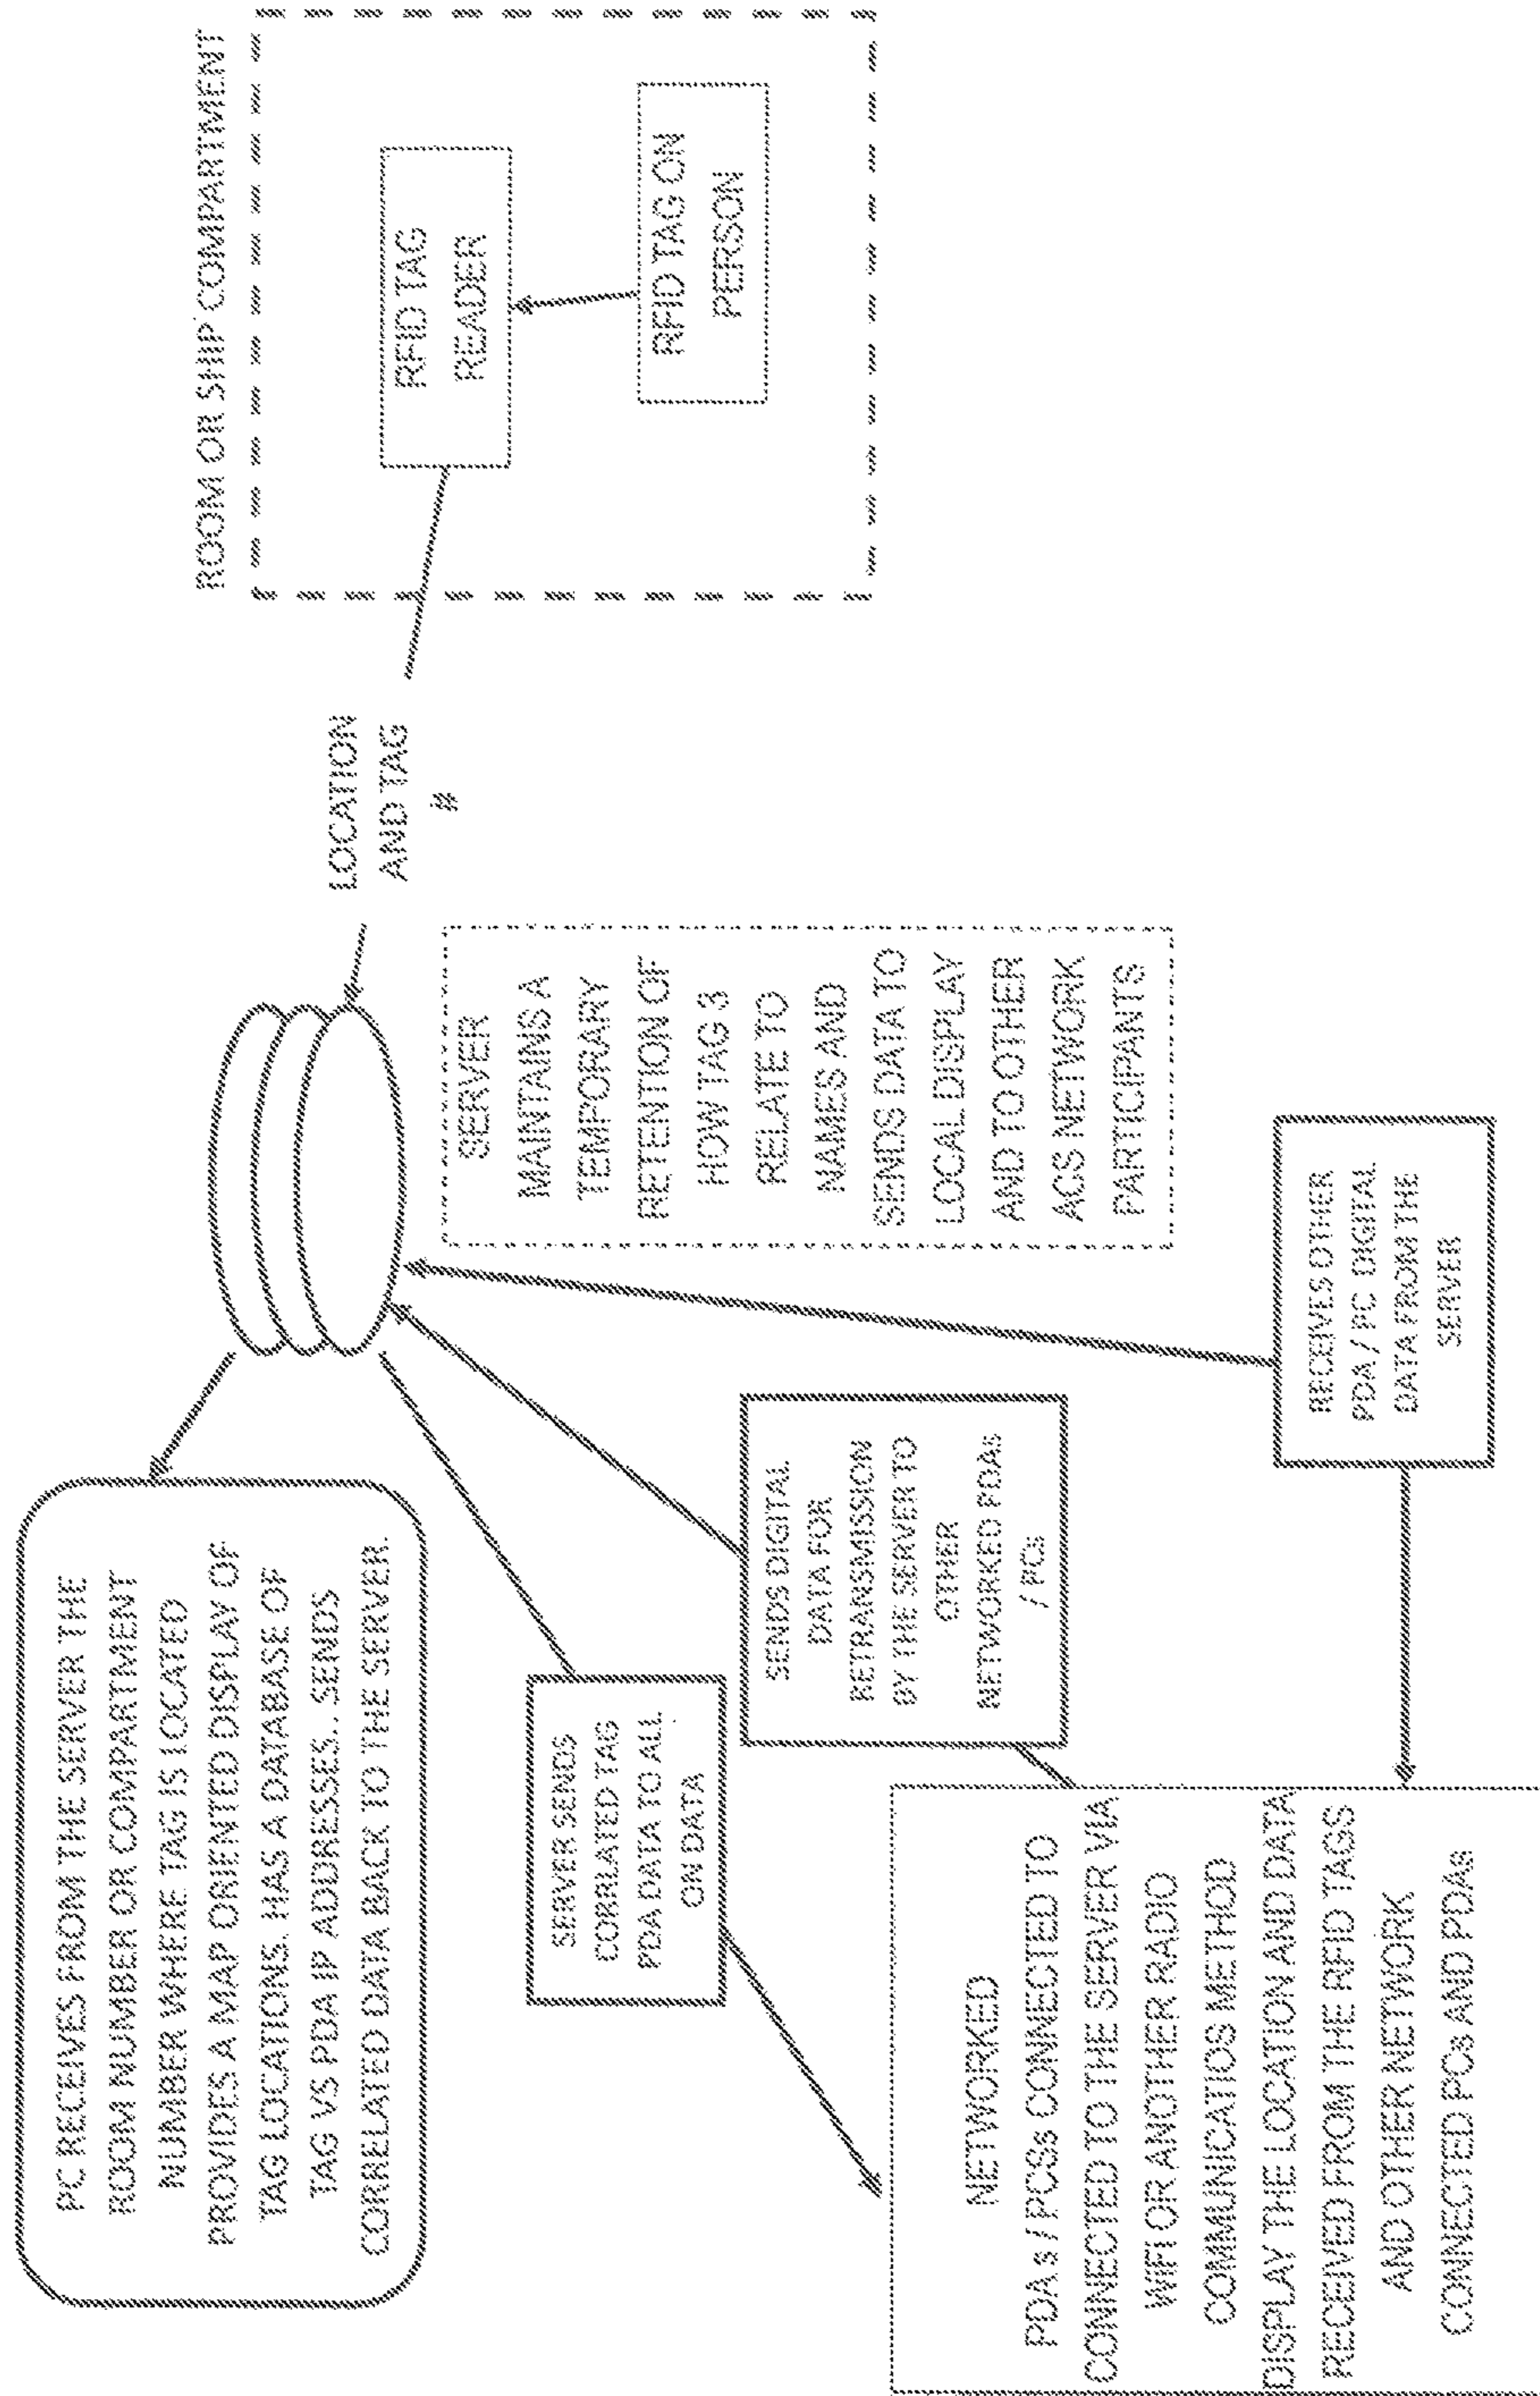 PC RECEIVES FROM THE SERVER THE
ROOM NUMBER OR COMPARTMENT
NUMBER WHERE TAG IS LOCATED
PROVIDES A MAP ORIENTED DISPLAY OF
TAG LOCATIONS. HAS A DATABASE OF
TAG VS PDA IP ADDRESSES.. SENDS
CORRELATED DATA BACK TO THE SERVER.
ROOM OR SHIP COMPARTMENT
RFID TAG
READER
RFID TAG ON
PERSON
LOCATION
AND TAG
#
SERVER
MAINTAINS A
TEMPORARY
RETENTION OF
HOW TAG 3
RELATE TO
NAMES AND
SENDS DATA TO
LOCAL DISPLAY
AND TO OTHER
ACS NETWORK
PARTICIPANTS
SERVER SENDS
CORRLATED TAG
PDA DATA TO ALL
ON DATA
SENDS DIGITAL
DATA FOR
RETRANSMISSION
BY THE SERVER TO
OTHER
NETWORKED PDAs
/ PCs
RECEIVES OTHER
PDA / PC DIGITAL
DATA FROM THE
SERVER
NETWORKED
PDA s / PCs CONNECTED TO
CONNECTED TO THE SERVER VIA
WIFI OR ANOTHER RADIO
COMMUNICATIOS METHOD
DISPLAY THE LOCATION AND DATA
RECEIVED FROM THE RFID TAGS
AND OTHER NETWORK
CONNECTED PCs AND PDAs